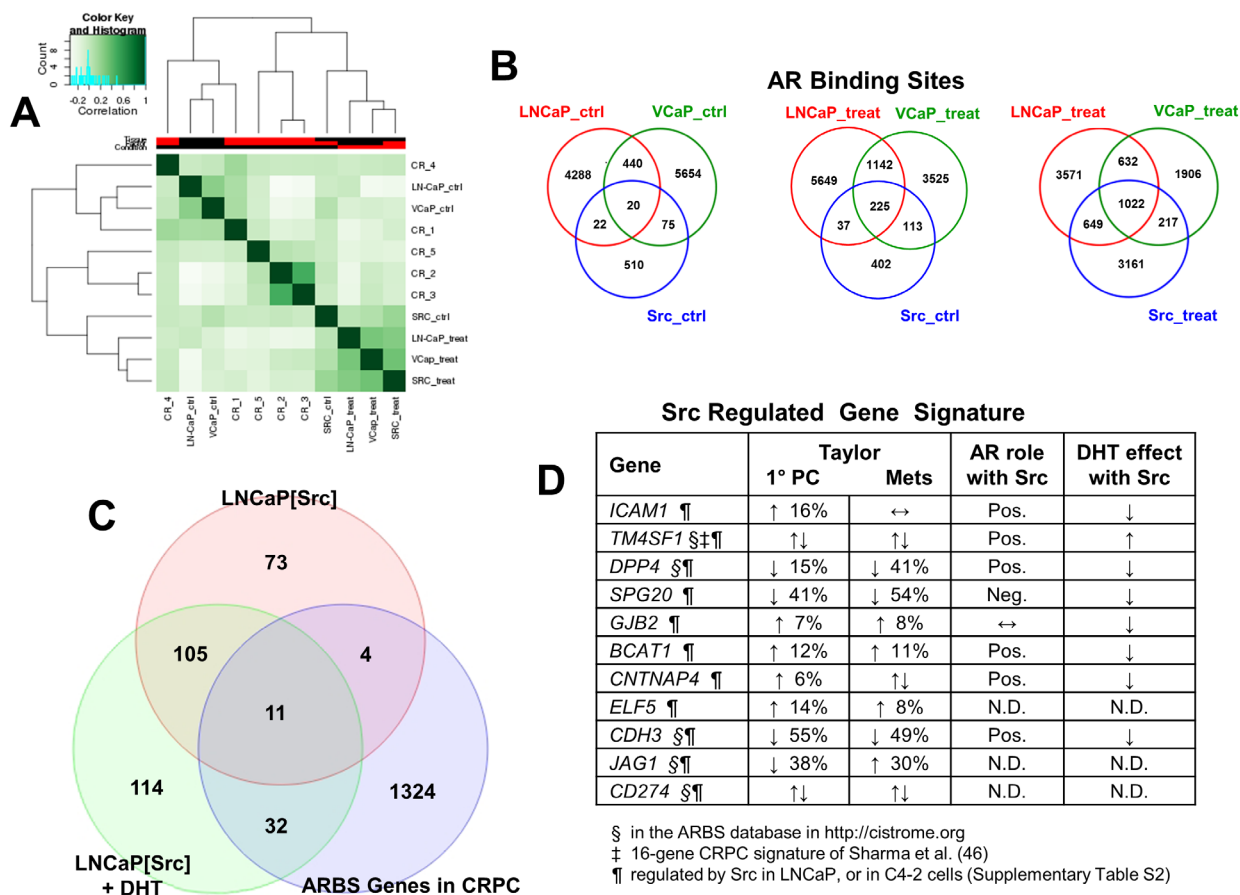 Color Key
and Histogram
Count
0 4 8
-0.2 0.2 0.6 1
Correlation
A
Tissue
Factor
Condition
CR_4
LN-CaP_ctrl
VCaP_ctrl
CR_1
CR_5
CR_2
CR_3
SRC_ctrl
LN-CaP_treat
VCap_treat
SRC_treat
CR_4
LN-CaP_ctrl
VCaP_ctrl
CR_1
CR_5
CR_2
CR_3
SRC_ctrl
LN-CaP_treat
VCap_treat
SRC_treat
B
AR Binding Sites
LNCaP_ctrl VCaP_ctrl
4288 440 5654
20
22 75
510
Src_ctrl
LNCaP_treat VCaP_treat
5649 1142 3525
225
37 113
402
Src_ctrl
LNCaP_treat VCaP_treat
3571 632 1906
1022
649 217
3161
Src_treat
C
LNCaP[Src]
73
105 4
11
114 1324
32
LNCaP[Src]
+ DHT
ARBS Genes in CRPC
Src Regulated Gene Signature
D
Gene Taylor AR role DHT effect
1° PC Mets with Src with Src
ICAM1 ¶ ↑ 16% ↔ Pos. ↓
TM4SF1 §‡¶ ↑↓ ↑↓ Pos. ↑
DPP4 §¶ ↓ 15% ↓ 41% Pos. ↓
SPG20 ¶ ↓ 41% ↓ 54% Neg. ↓
GJB2 ¶ ↑ 7% ↑ 8% ↔ ↓
BCAT1 ¶ ↑ 12% ↑ 11% Pos. ↓
CNTNAP4 ¶ ↑ 6% ↑↓ Pos. ↓
ELF5 ¶ ↑ 14% ↑ 8% N.D. N.D.
CDH3 §¶ ↓ 55% ↓ 49% Pos. ↓
JAG1 §¶ ↓ 38% ↑ 30% N.D. N.D.
CD274 §¶ ↑↓ ↑↓ N.D. N.D.
§ in the ARBS database in http://cistrome.org
‡ 16-gene CRPC signature of Sharma et al. (46)
¶ regulated by Src in LNCaP, or in C4-2 cells (Supplementary Table S2)